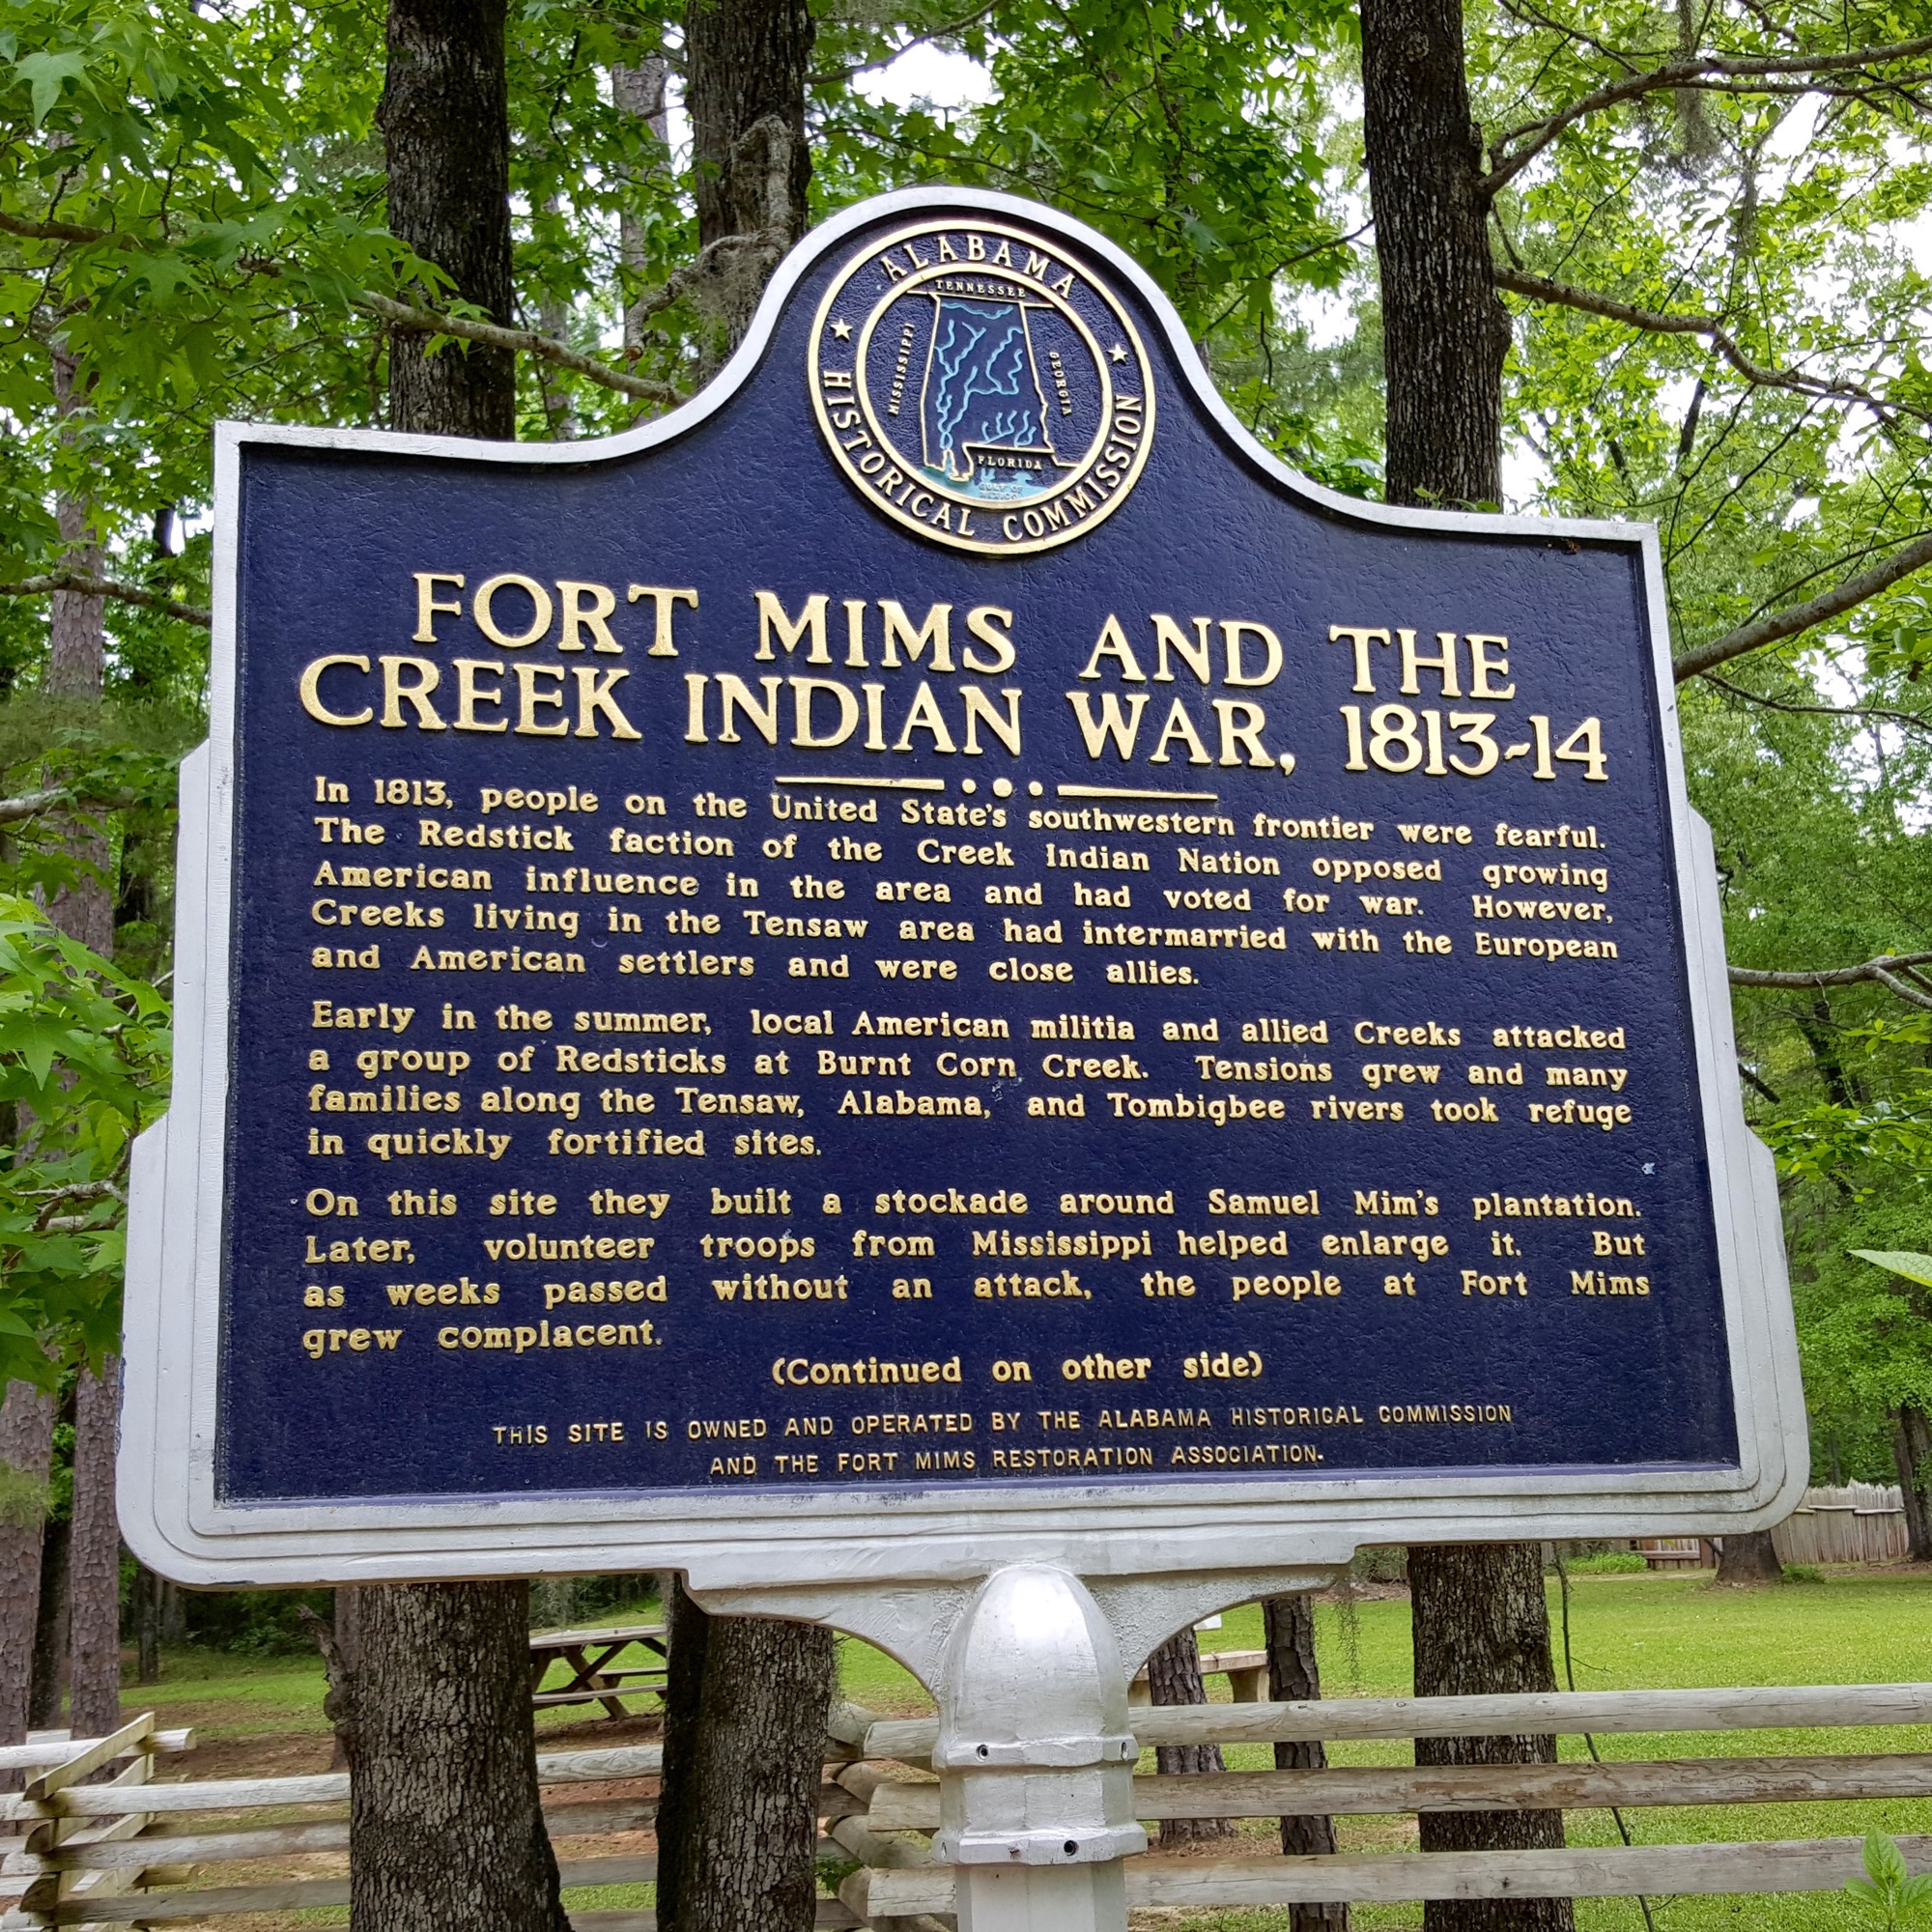 ALABAMA
HISTORICAL COMMISSION
TENNESSEE
MISSISSIPPI
GEORGIA
FLORIDA
GULF OF
MEXICO
FORT MIMS AND THE
CREEK INDIAN WAR, 1813-14
In 1813, people on the United State's southwestern frontier were fearful.
The Redstick faction of the Creek Indian Nation opposed growing
American influence in the area and had voted for war. However,
Creeks living in the Tensaw area had intermarried with the European
and American settlers and were close allies.
Early in the summer, local American militia and allied Creeks attacked
a group of Redsticks at Burnt Corn Creek. Tensions grew and many
families along the Tensaw, Alabama, and Tombigbee rivers took refuge
in quickly fortified sites.
On this site they built a stockade around Samuel Mim's plantation.
Later, volunteer troops from Mississippi helped enlarge it. But
as weeks passed without an attack, the people at Fort Mims
grew complacent.
(Continued on other side)
THIS SITE IS OWNED AND OPERATED BY THE ALABAMA HISTORICAL COMMISSION
AND THE FORT MIMS RESTORATION ASSOCIATION.